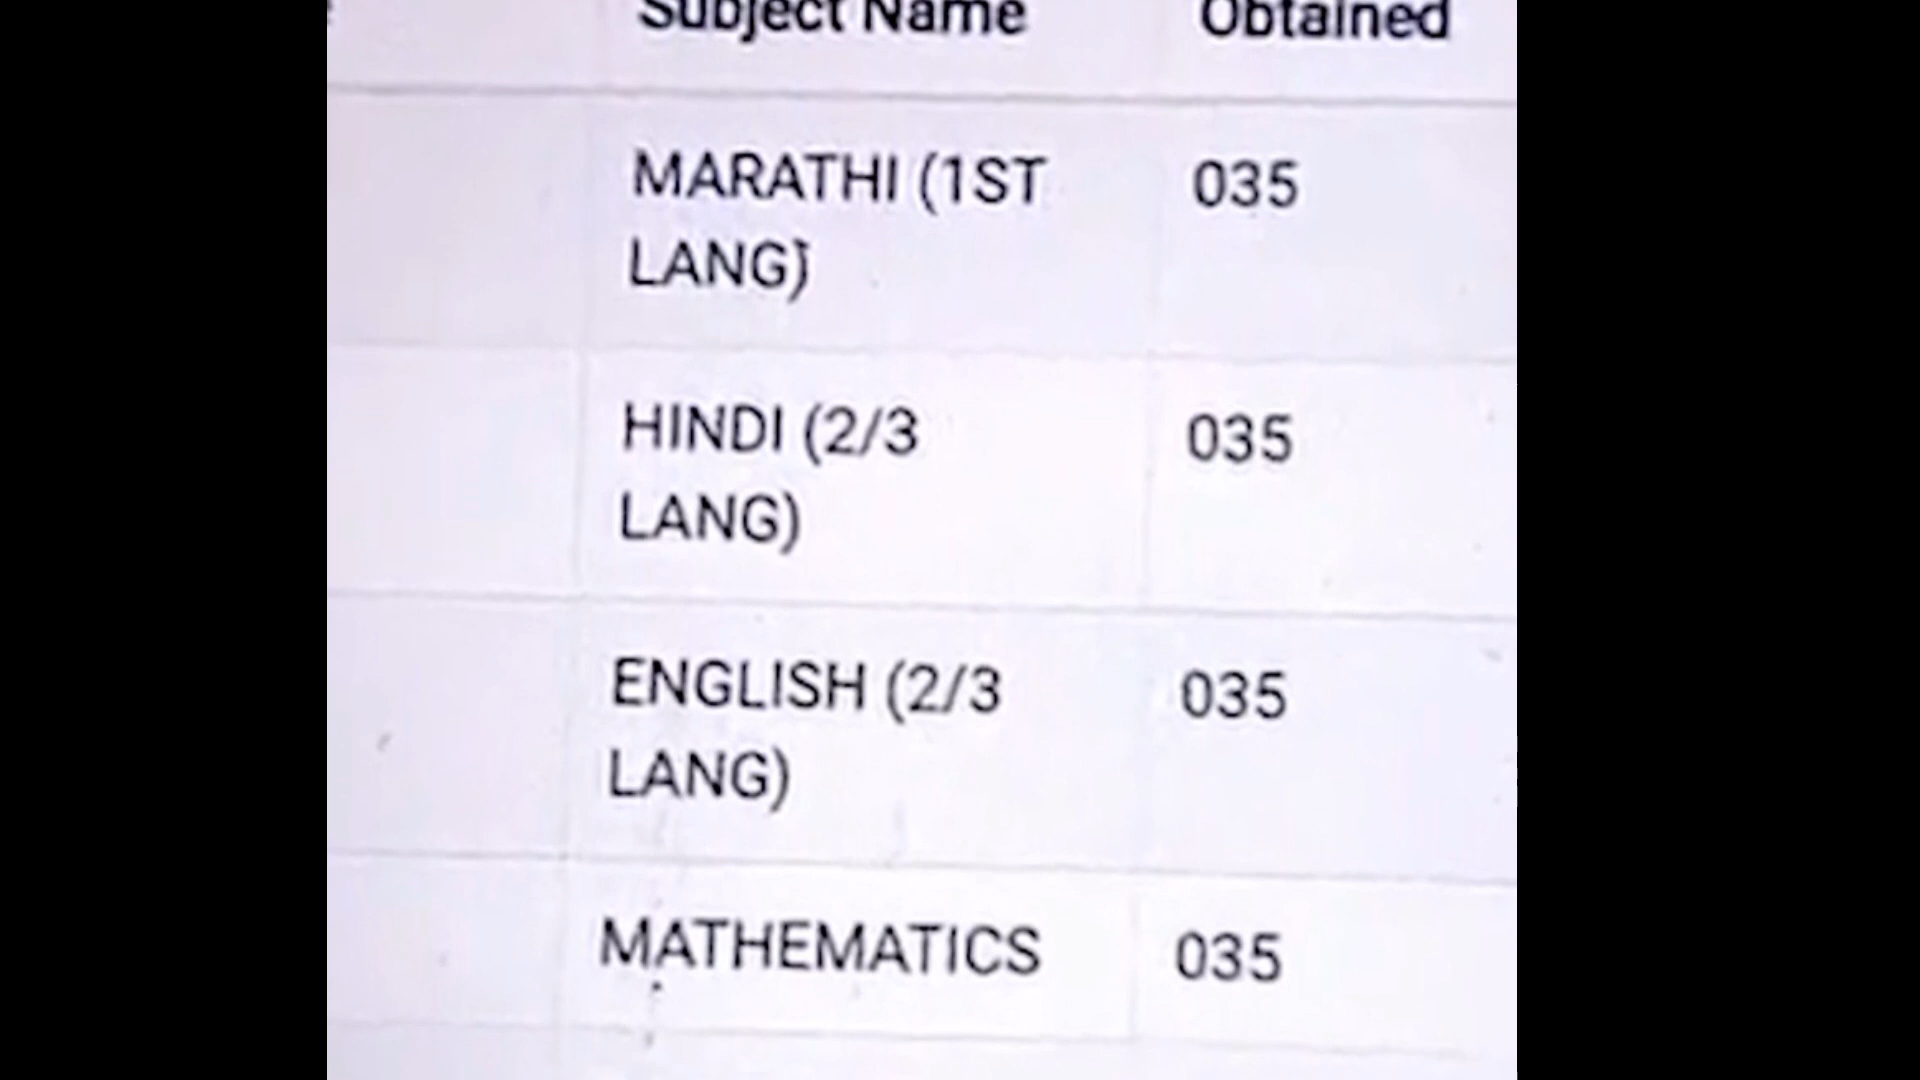 Subject Name Obtained
MARATHI (1ST 035
LANG)
HINDI (2/3 035
LANG)
ENGLISH (2/3 035
LANG)
MATHEMATICS 035